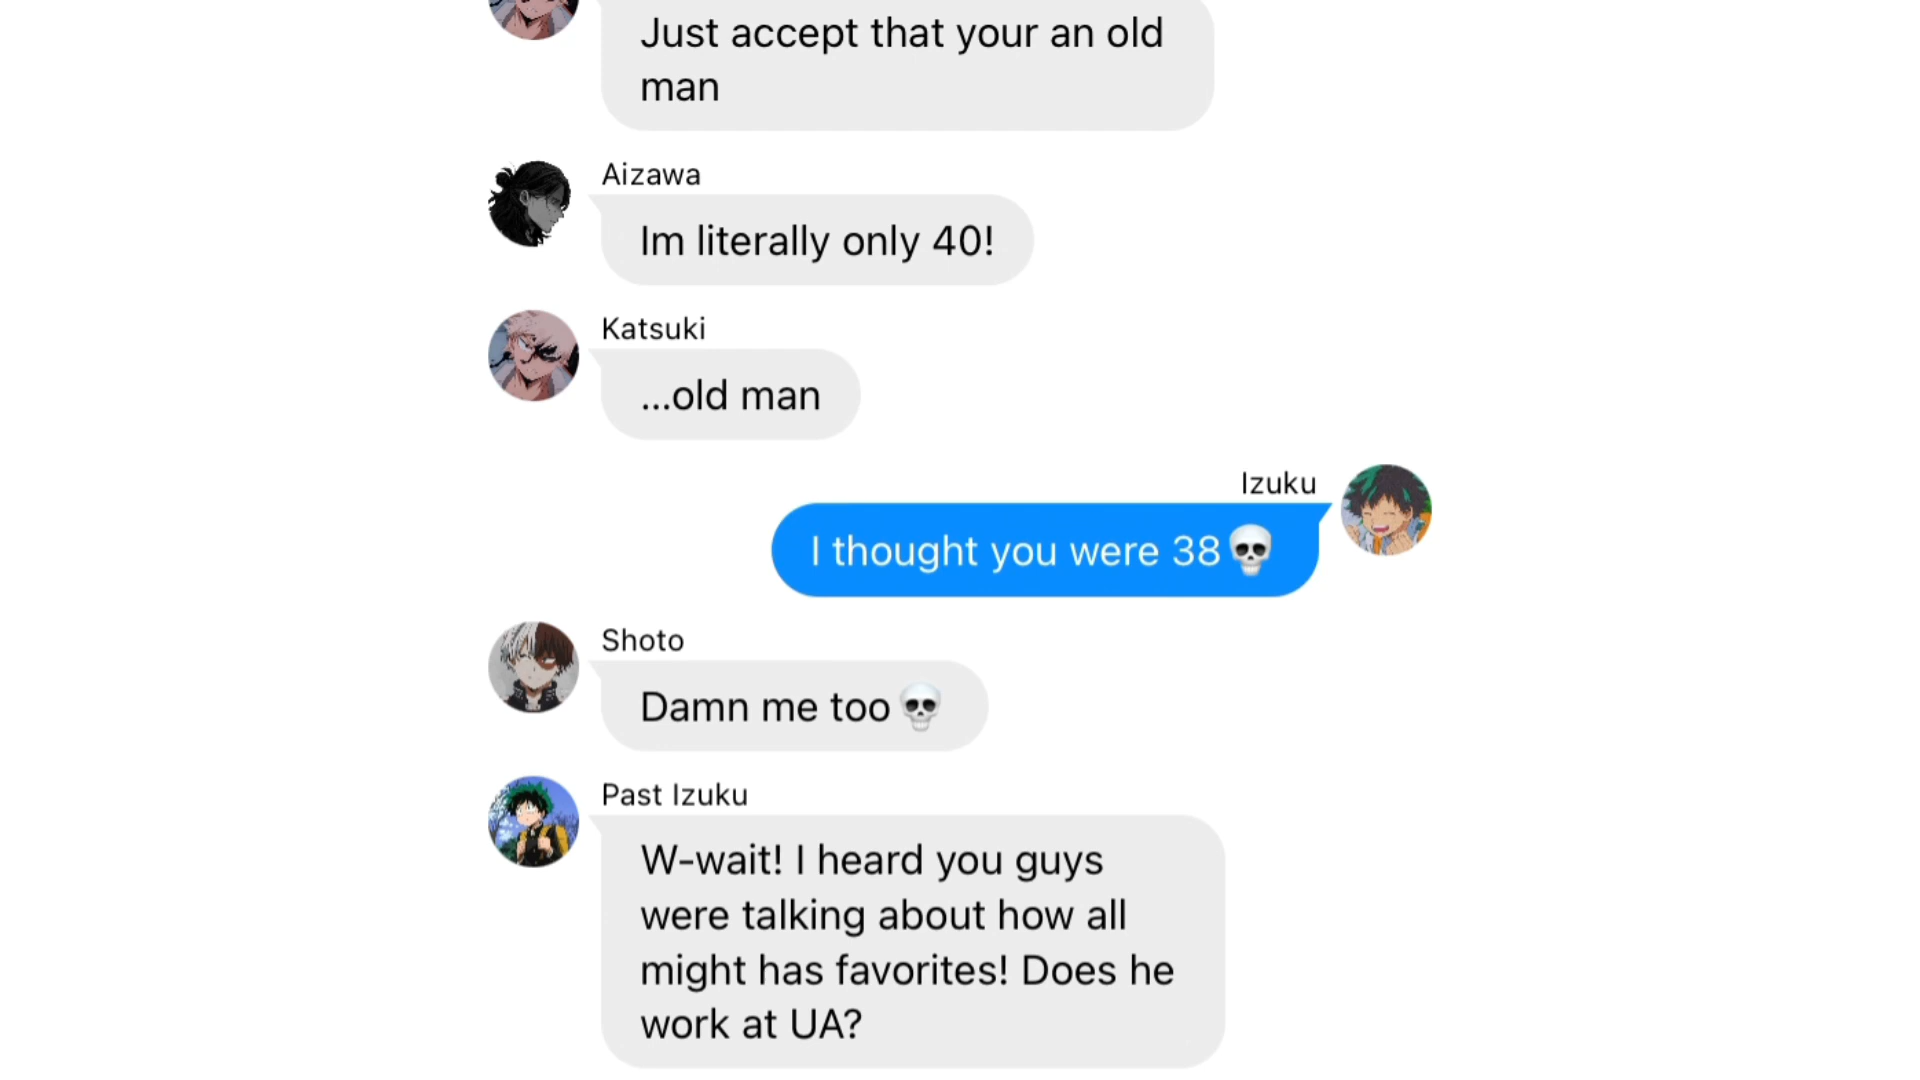 Just accept that your an old
man
Aizawa
Im literally only 40!
Katsuki
...old man
Izuku
I thought you were 38💀
Shoto
Damn me too💀
Past Izuku
W-wait! I heard you guys
were talking about how all
might has favorites! Does he
work at UA?